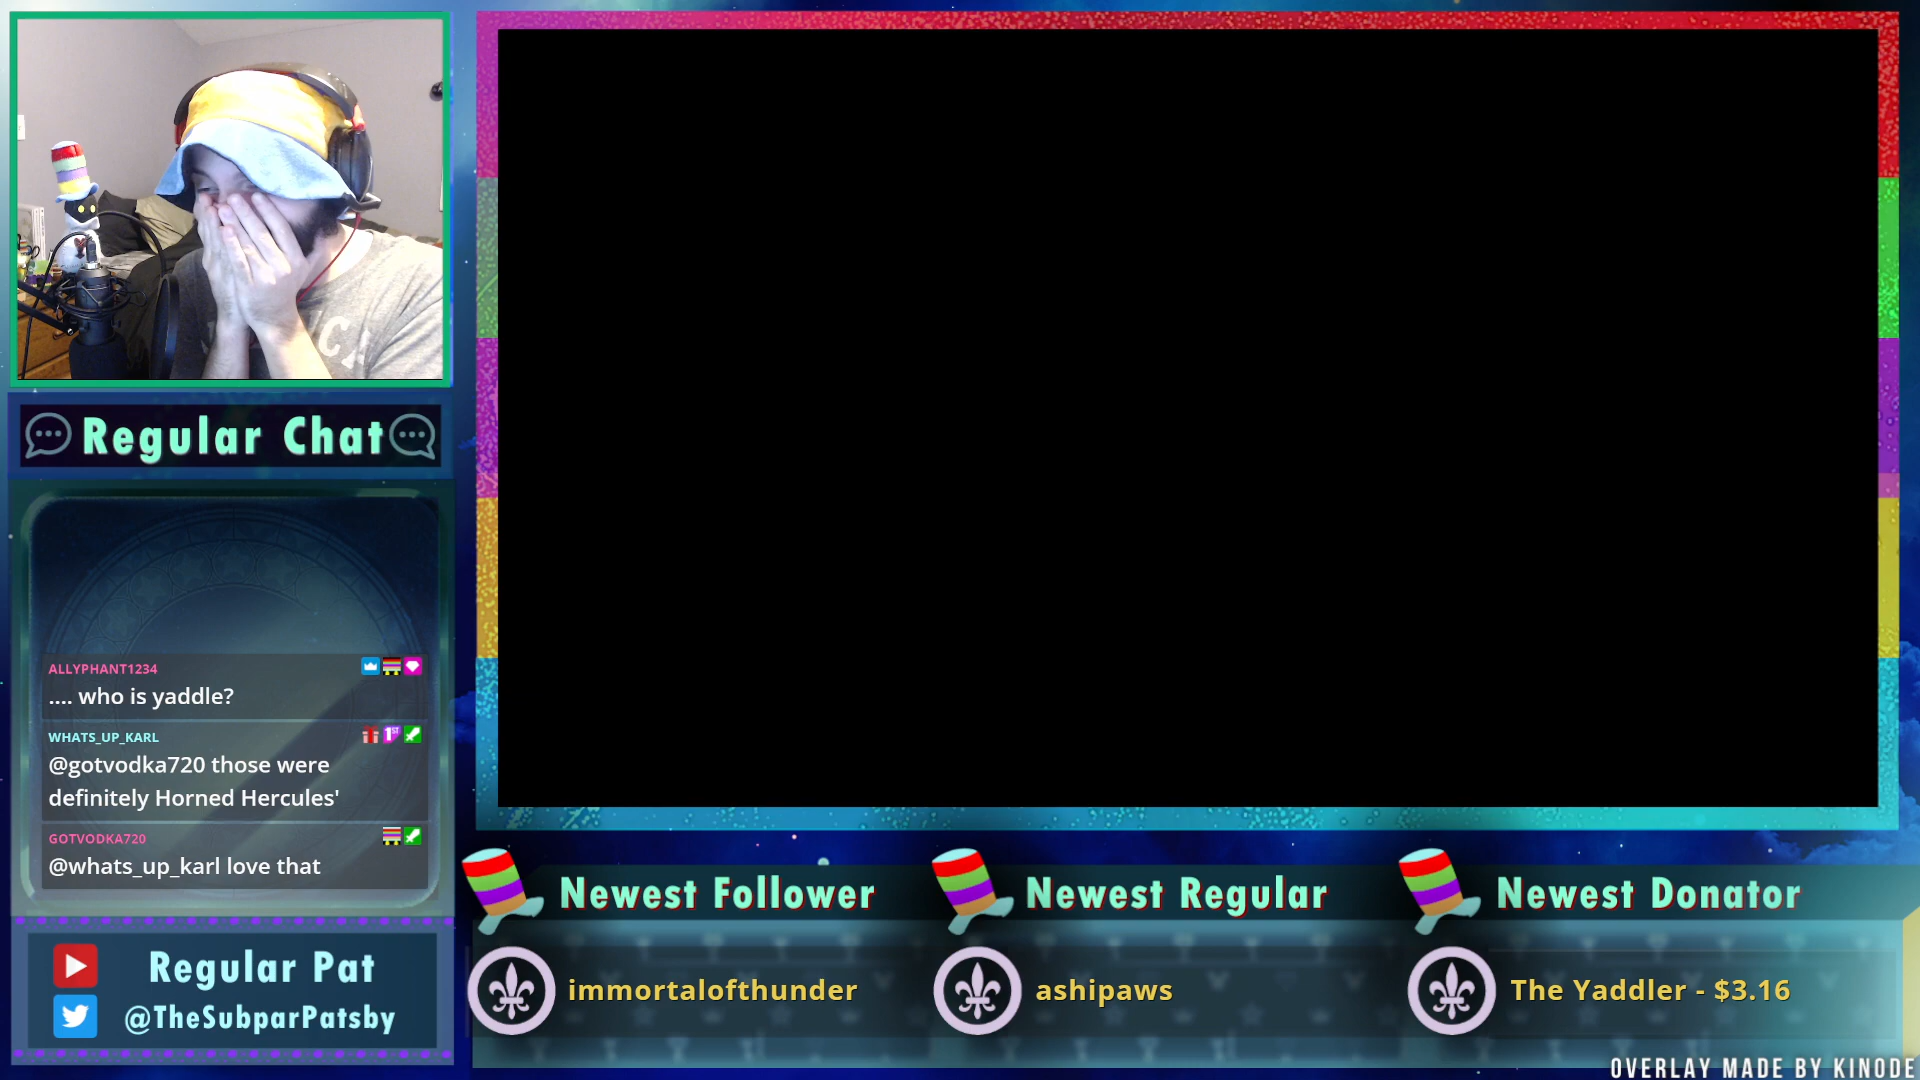 Regular Chat
ALLYPHANT1234
.... who is yaddle?
WHATS_UP_KARL
@gotvodka720 those were
definitely Horned Hercules'
GOTVODKA720
@whats_up_karl love that
Regular Pat
@TheSubparPatsby
Newest Follower
immortalofthunder
Newest Regular
ashipaws
Newest Donator
The Yaddler - $3.16
OVERLAY MADE BY KINODE